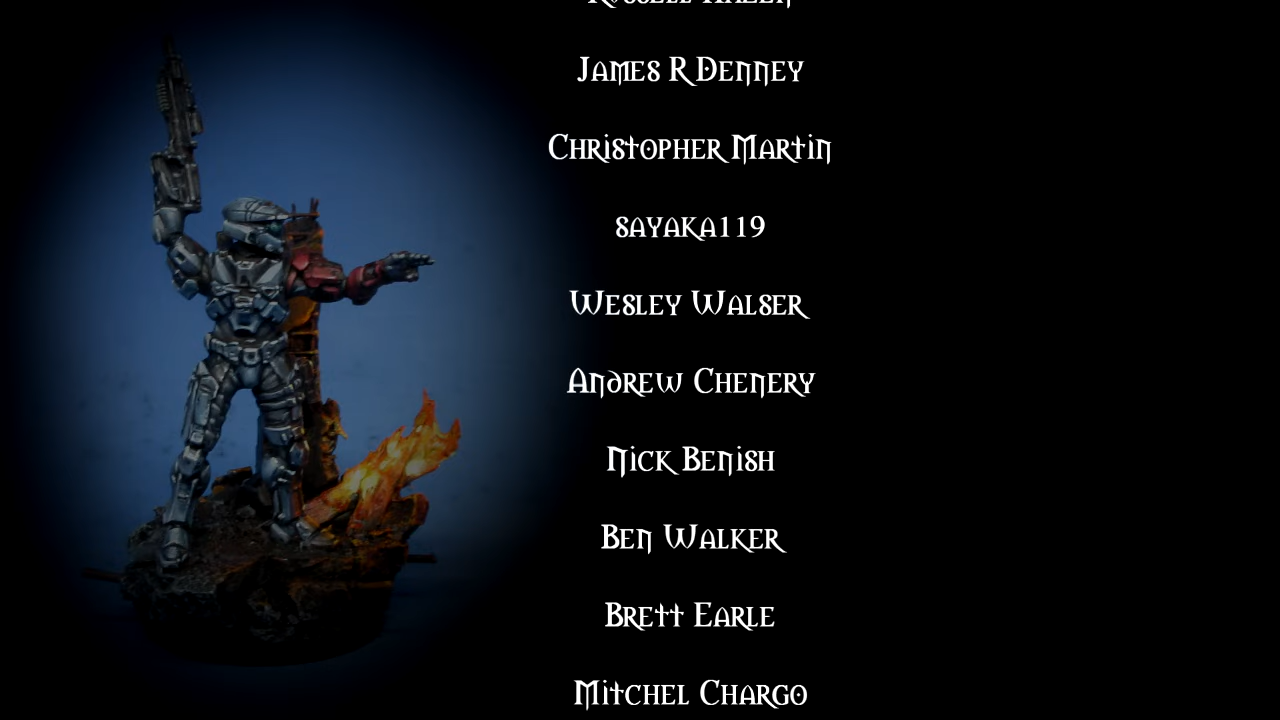 James R Denney
Christopher Martin
sayaka119
Wesley Walser
Andrew Chenery
Nick Benish
Ben Walker
Brett Earle
Mitchel Chargo